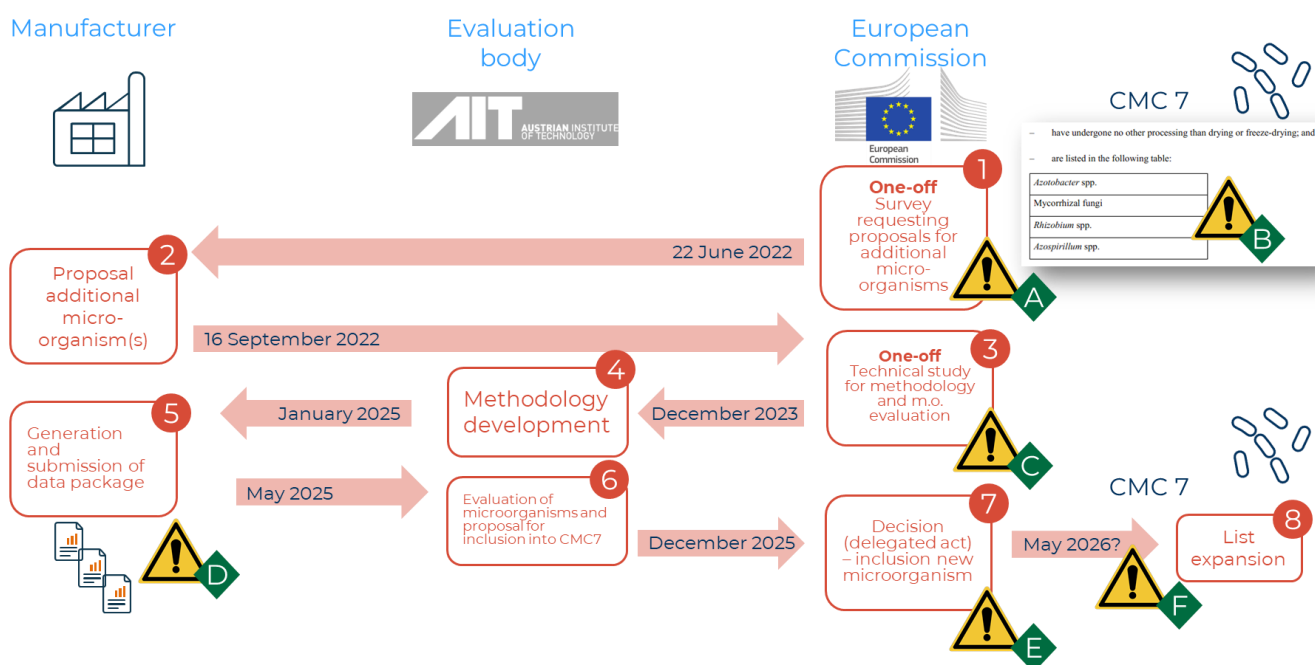 Manufacturer
Evaluation
body
European
Commission
AIT
AUSTRIAN INSTITUTE
OF TECHNOLOGY
European
Commission
CMC 7
– have undergone no other processing than drying or freeze-drying; and
– are listed in the following table:
Azotobacter spp.
Mycorrhizal fungi
Rhizobium spp.
Azospirillum spp.
B
1
One-off
Survey
requesting
proposals for
additional
micro-
organisms
A
22 June 2022
2
Proposal
additional
micro-
organism(s)
16 September 2022
3
One-off
Technical study
for methodology
and m.o.
evaluation
C
December 2023
4
Methodology
development
January 2025
5
Generation
and
submission of
data package
D
May 2025
6
Evaluation of
microorganisms and
proposal for
inclusion into CMC7
December 2025
7
Decision
(delegated act)
– inclusion new
microorganism
E
May 2026?
F
CMC 7
8
List
expansion